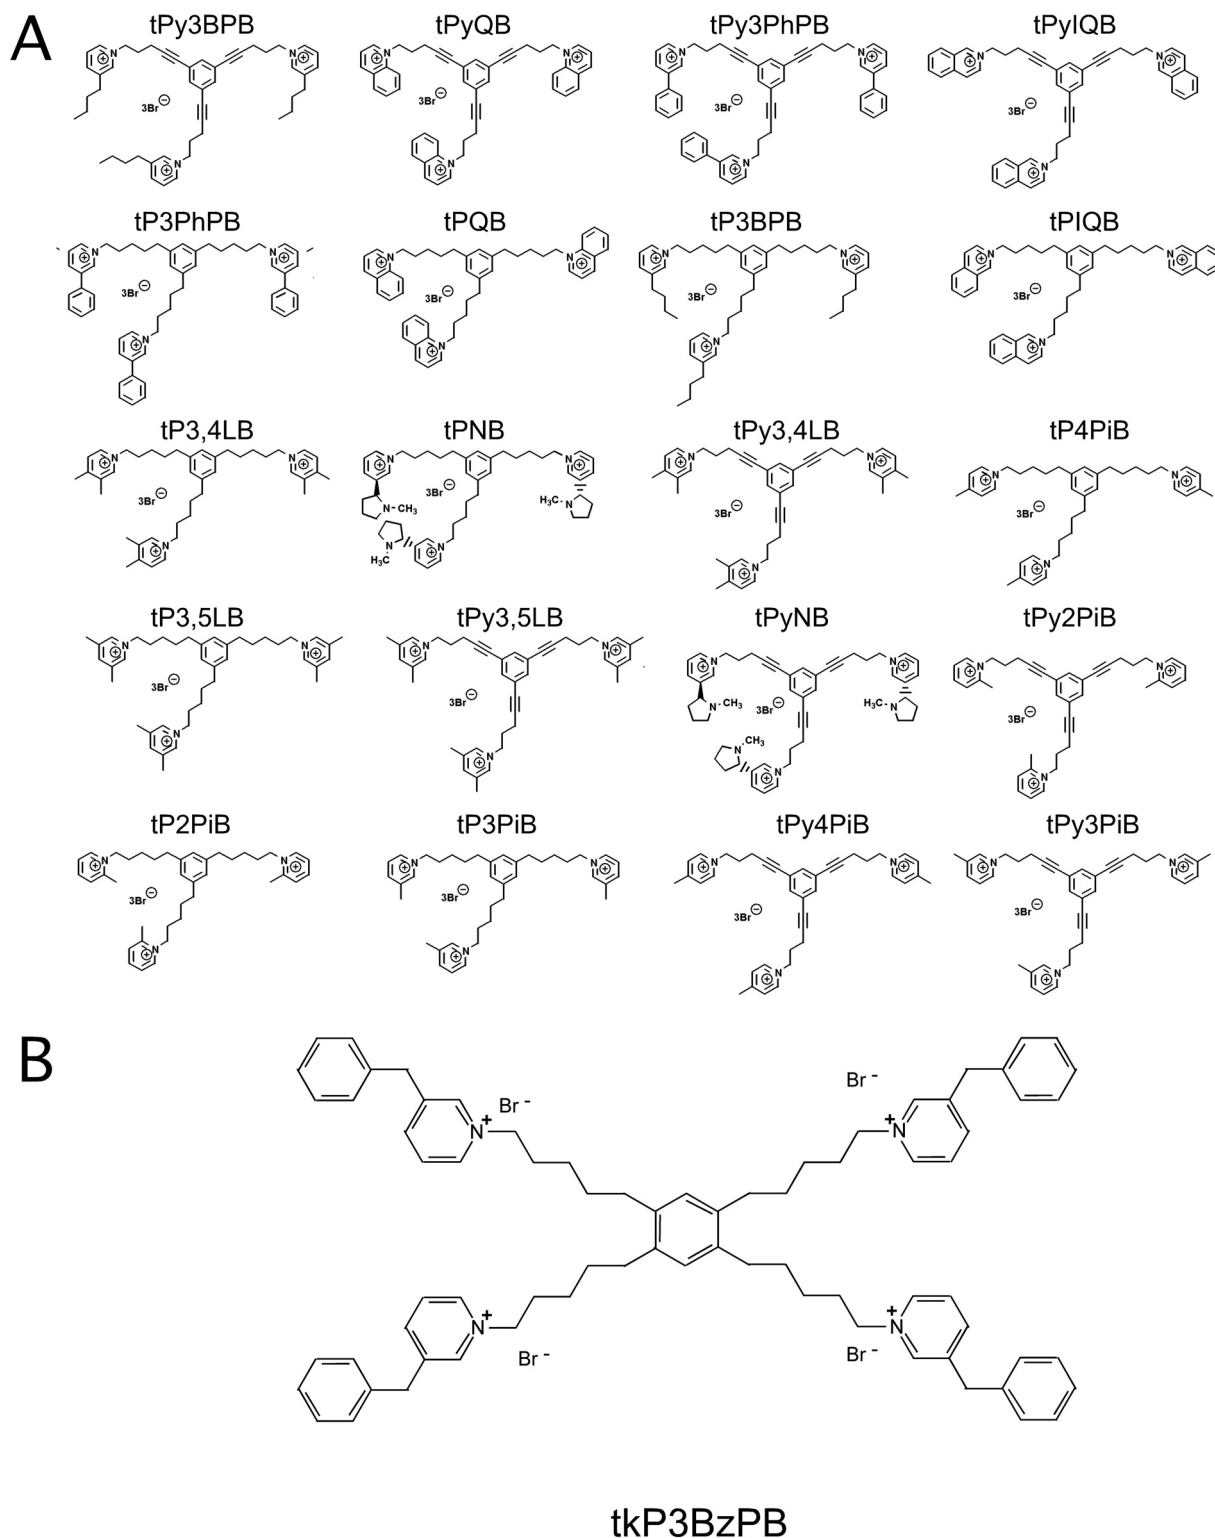 A
tPy3BPB tPyQB tPy3PhPB tPyIQB
N N N N N N N N
3Br⊖ 3Br⊖ 3Br⊖ 3Br⊖
N N N N
tP3PhPB tPQB tP3BPB tPIQB
N N N N N N N N
3Br⊖ 3Br⊖ 3Br⊖ 3Br⊖
N N N N
tP3,4LB tPNB tPy3,4LB tP4PiB
N N N N N N N N
3Br⊖ 3Br⊖ 3Br⊖ 3Br⊖
N CH₃ H₃C N
H₃C N
N N N N
tP3,5LB tPy3,5LB tPyNB tPy2PiB
N N N N N N N N
3Br⊖ 3Br⊖ 3Br⊖ 3Br⊖
N CH₃ H₃C N
N CH₃
N N N N
tP2PiB tP3PiB tPy4PiB tPy3PiB
N N N N N N N N
3Br⊖ 3Br⊖ 3Br⊖ 3Br⊖
N N N N
B
Br⁻ Br⁻
N⁺ N⁺
N⁺ N⁺
Br⁻ Br⁻
tkP3BzPB